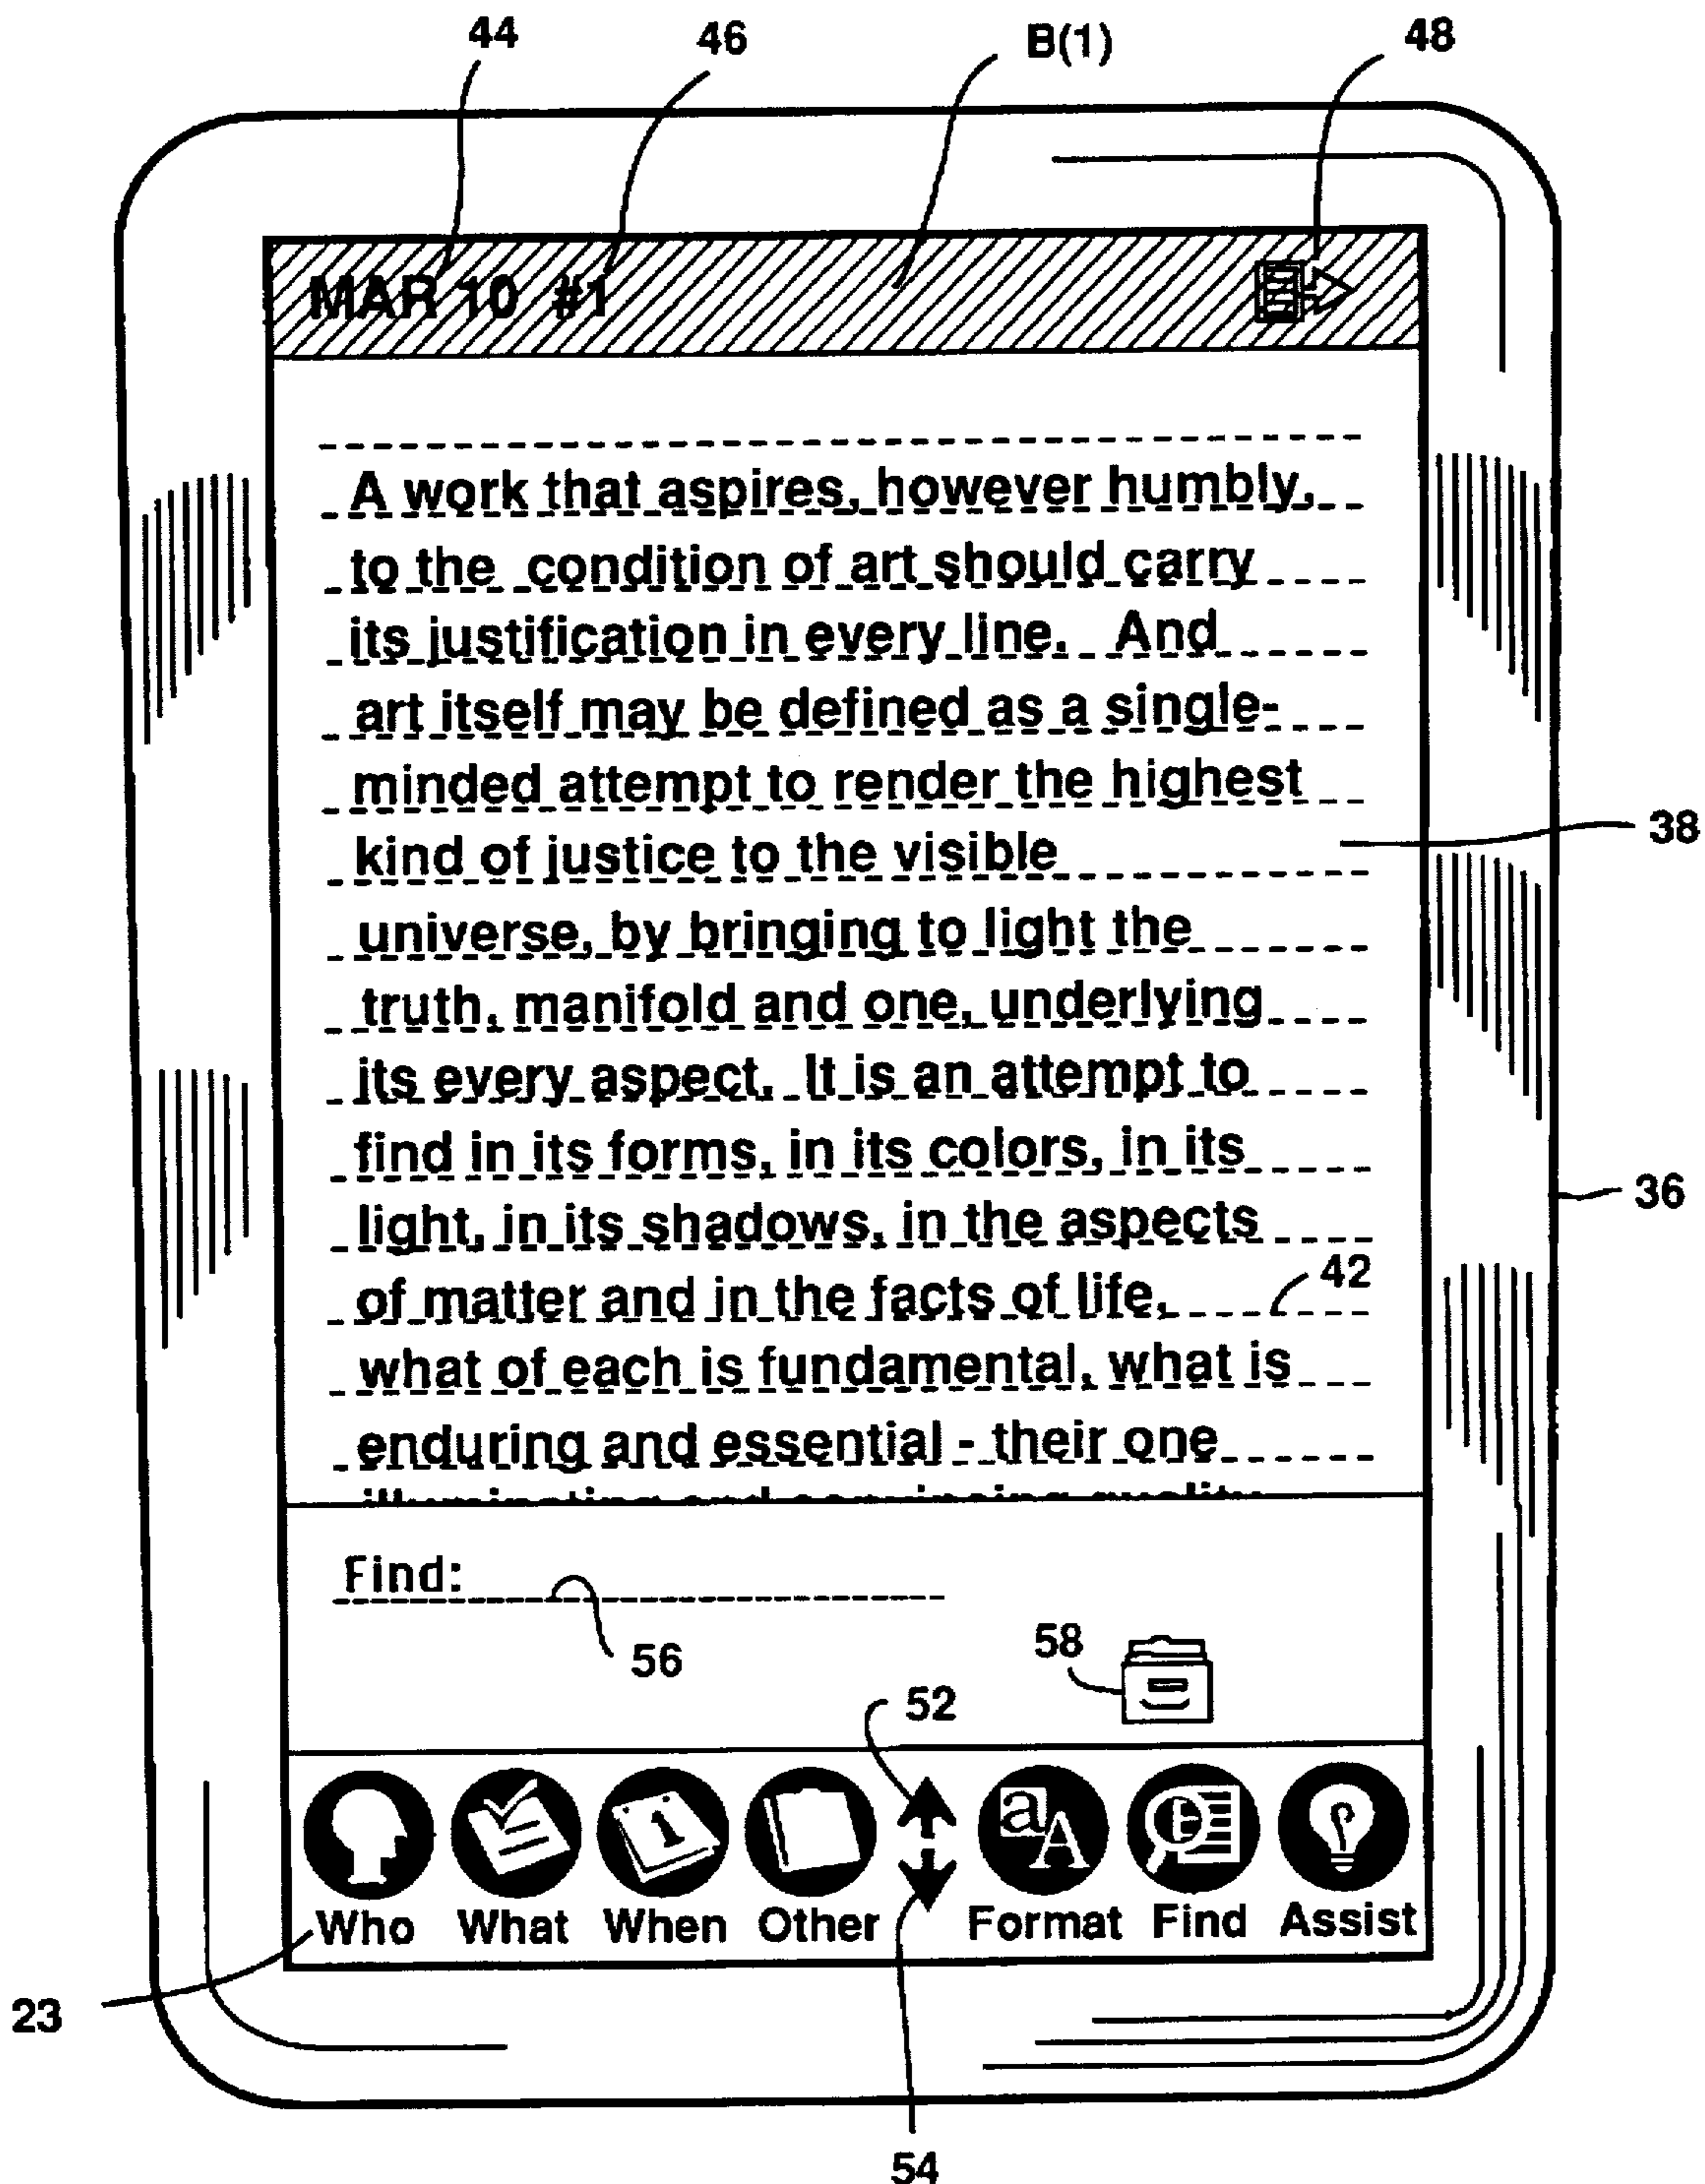 44 46 B(1) 48
MAR 10 #1
A work that aspires, however humbly,
to the condition of art should carry
its justification in every line. And
art itself may be defined as a single-
minded attempt to render the highest
kind of justice to the visible
38
universe, by bringing to light the
truth, manifold and one, underlying
its every aspect. It is an attempt to
find in its forms, in its colors, in its
36
light, in its shadows, in the aspects
42
of matter and in the facts of life,
what of each is fundamental, what is
enduring and essential - their one
illuminating and convincing quality
Find:
56
58
52
1
a A
Who What When Other Format Find Assist
23
54